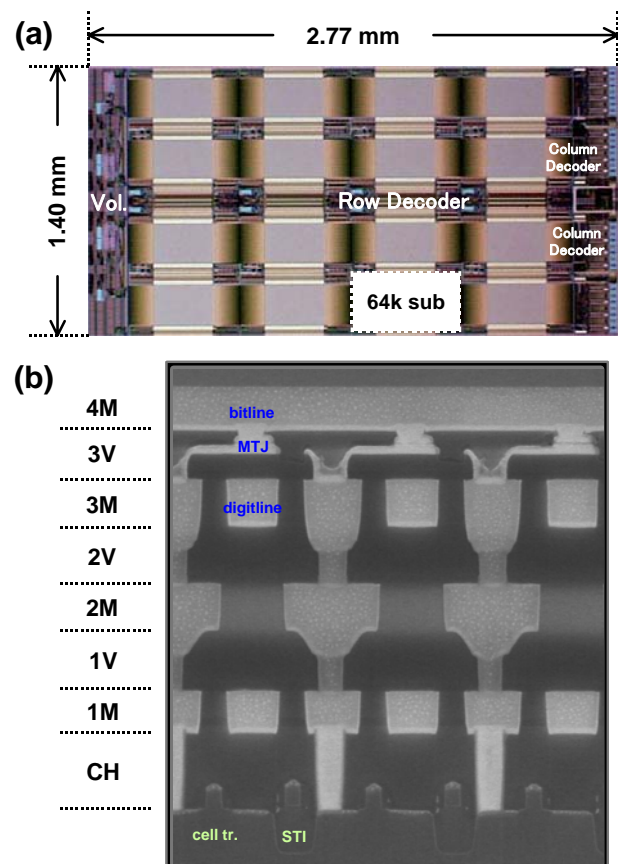 (a)
2.77 mm
1.40 mm
Vol.
Row Decoder
Column
Decoder
Column
Decoder
64k sub
(b)
4M
3V
3M
2V
2M
1V
1M
CH
bitline
MTJ
digitline
cell tr.
STI